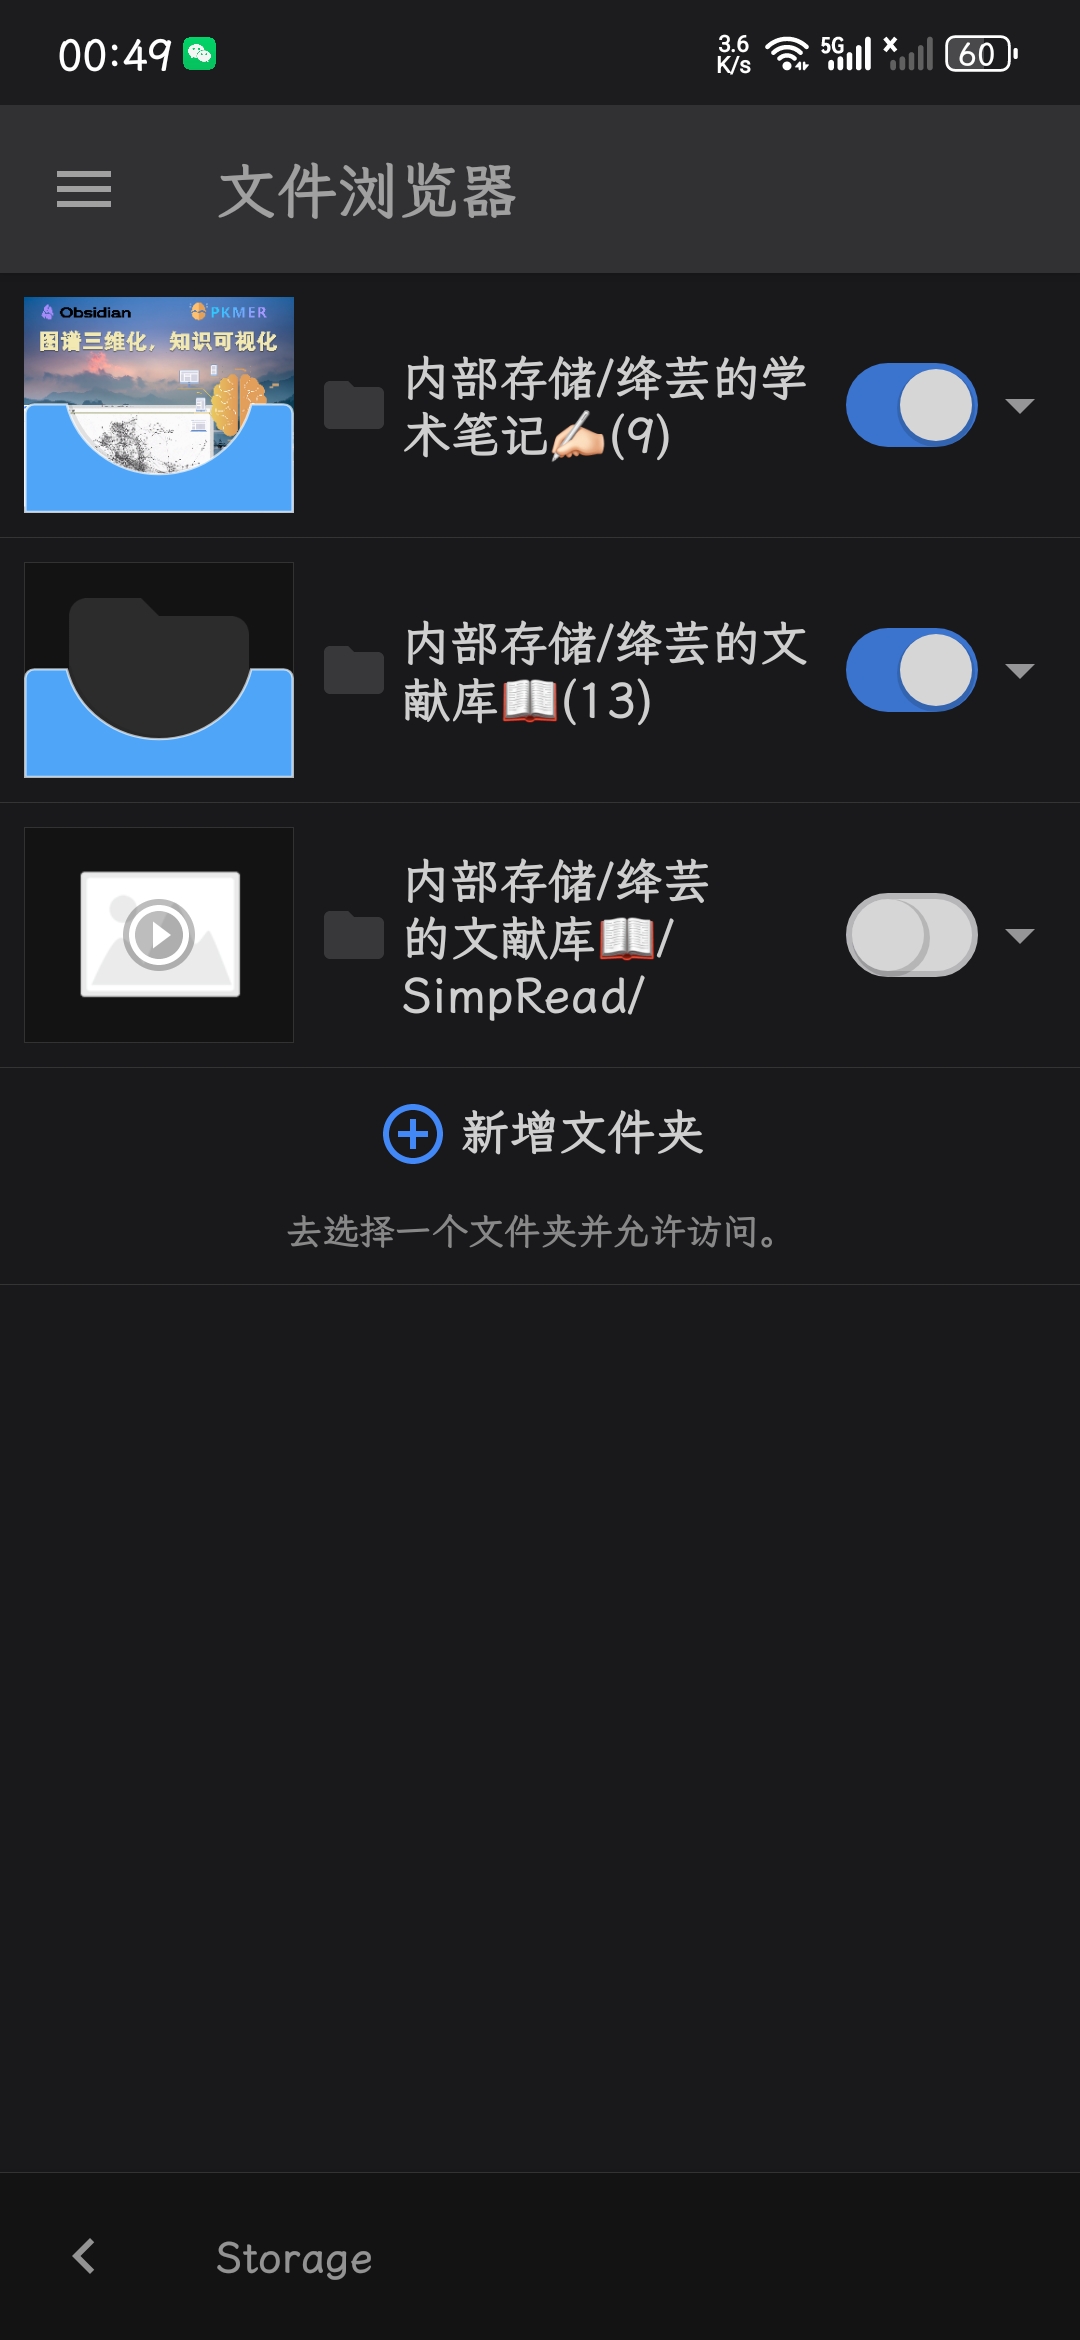 00:49
3.6 K/s
5G
60
文件浏览器
Obsidian PKMER
图谱三维化，知识可视化
内部存储/绛芸的学
术笔记✍🏻(9)
内部存储/绛芸的文
献库📖(13)
内部存储/绛芸
的文献库📖/
SimpRead/
新增文件夹
去选择一个文件夹并允许访问。
Storage